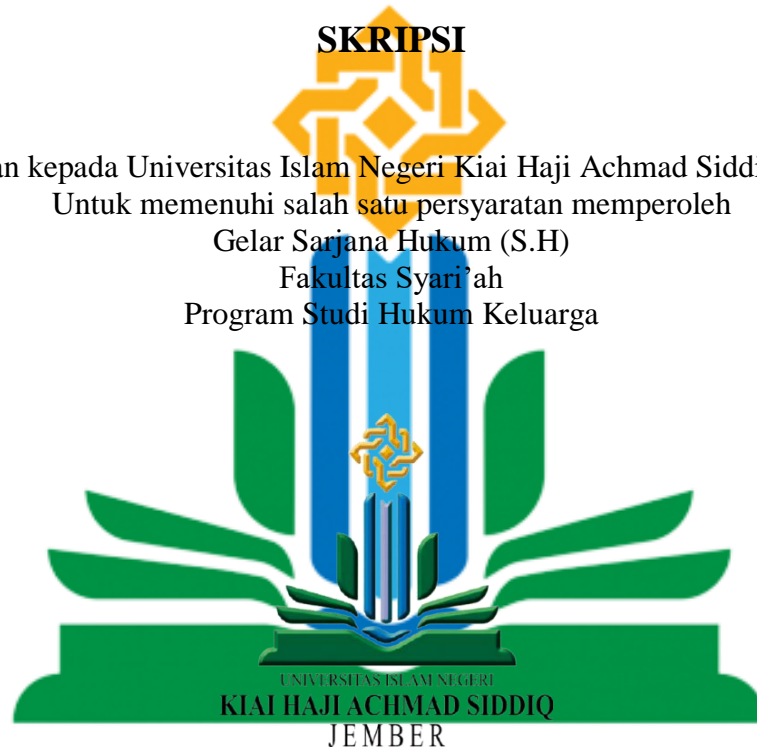 SKRIPSI
an kepada Universitas Islam Negeri Kiai Haji Achmad Siddi
Untuk memenuhi salah satu persyaratan memperoleh
Gelar Sarjana Hukum (S.H)
Fakultas Syari’ah
Program Studi Hukum Keluarga
UNIVERSITAS ISLAM NEGERI
KIAI HAJI ACHMAD SIDDIQ
JEMBER